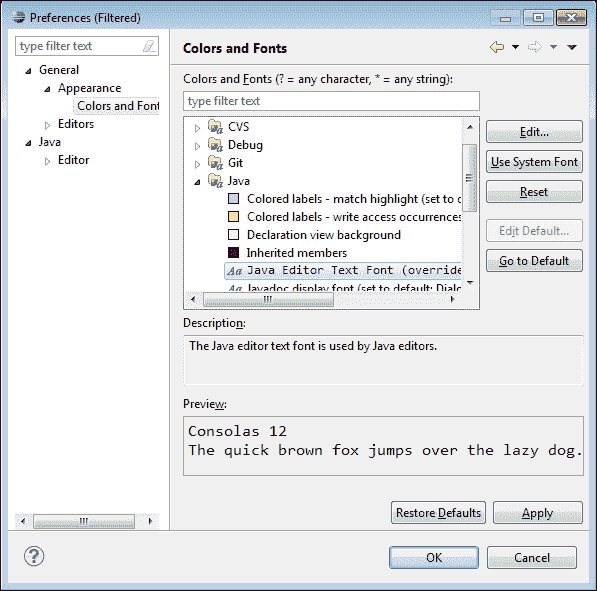 Preferences (Filtered)
type filter text
General
Appearance
Colors and Font
Editors
Java
Editor
Colors and Fonts
Colors and Fonts (? = any character, * = any string):
type filter text
CVS
Debug
Git
Java
Colored labels - match highlight (set to d
Colored labels - write access occurrences
Declaration view background
Inherited members
Aa Java Editor Text Font (override
Aa Javadoc display font (set to default: Dialo
Edit...
Use System Font
Reset
Edit Default...
Go to Default
Description:
The Java editor text font is used by Java editors.
Preview:
Consolas 12
The quick brown fox jumps over the lazy dog.
Restore Defaults
Apply
?
OK
Cancel